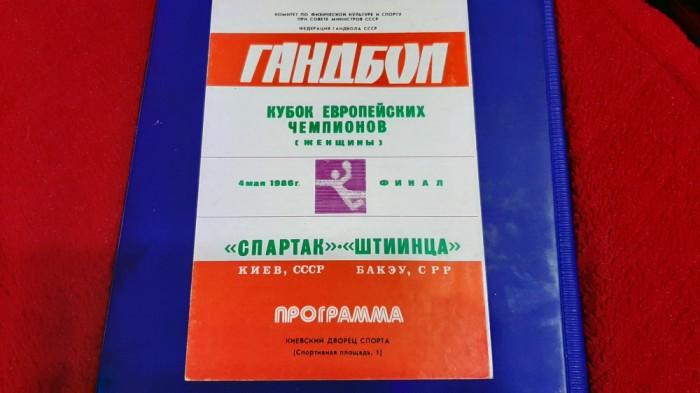 КОМИТЕТ ПО ФИЗИЧЕСКОЙ КУЛЬТУРЕ И СПОРТУ
ПРИ СОВЕТЕ МИНИСТРОВ СССР
ФЕДЕРАЦИЯ ГАНДБОЛА СССР
ГАНДБОЛ
КУБОК ЕВРОПЕЙСКИХ
ЧЕМПИОНОВ
(ЖЕНЩИНЫ)
4 мая 1986 г. ФИНАЛ
«СПАРТАК»·«ШТИИНЦА»
КИЕВ, СССР БАКЭУ, СРР
ПРОГРАММА
КИЕВСКИЙ ДВОРЕЦ СПОРТА
(Спортивная площадь, 1)